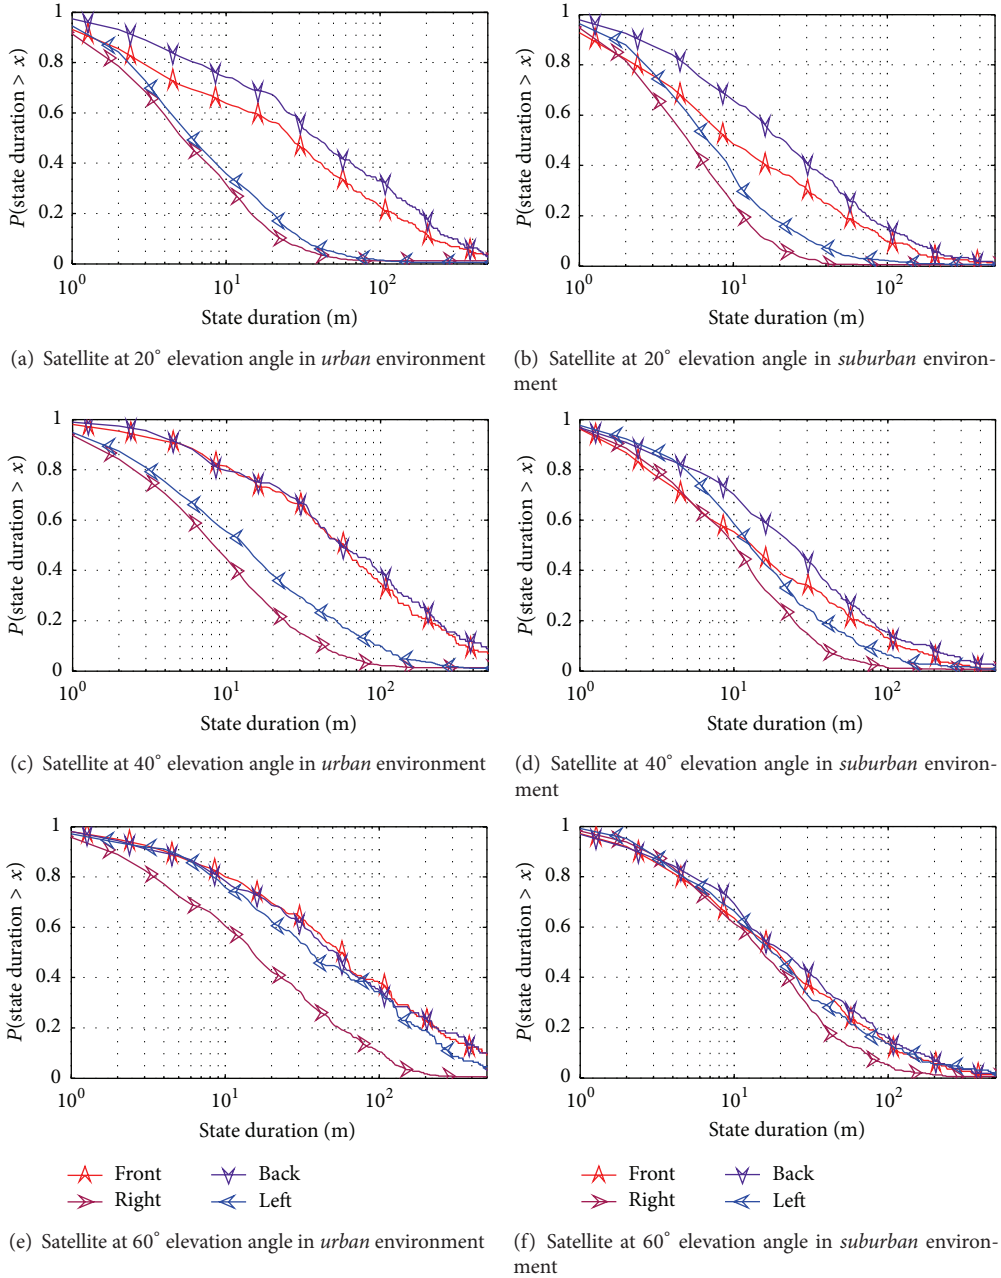 1
0.8
0.6
0.4
0.2
0
P(state duration > x)
10^0 10^1 10^2
State duration (m)
(a) Satellite at 20° elevation angle in urban environment
1
0.8
0.6
0.4
0.2
0
P(state duration > x)
10^0 10^1 10^2
State duration (m)
(b) Satellite at 20° elevation angle in suburban environ-
ment
1
0.8
0.6
0.4
0.2
0
P(state duration > x)
10^0 10^1 10^2
State duration (m)
(c) Satellite at 40° elevation angle in urban environment
1
0.8
0.6
0.4
0.2
0
P(state duration > x)
10^0 10^1 10^2
State duration (m)
(d) Satellite at 40° elevation angle in suburban environ-
ment
1
0.8
0.6
0.4
0.2
0
P(state duration > x)
10^0 10^1 10^2
State duration (m)
Front Back
Right Left
(e) Satellite at 60° elevation angle in urban environment
1
0.8
0.6
0.4
0.2
0
P(state duration > x)
10^0 10^1 10^2
State duration (m)
Front Back
Right Left
(f) Satellite at 60° elevation angle in suburban environ-
ment